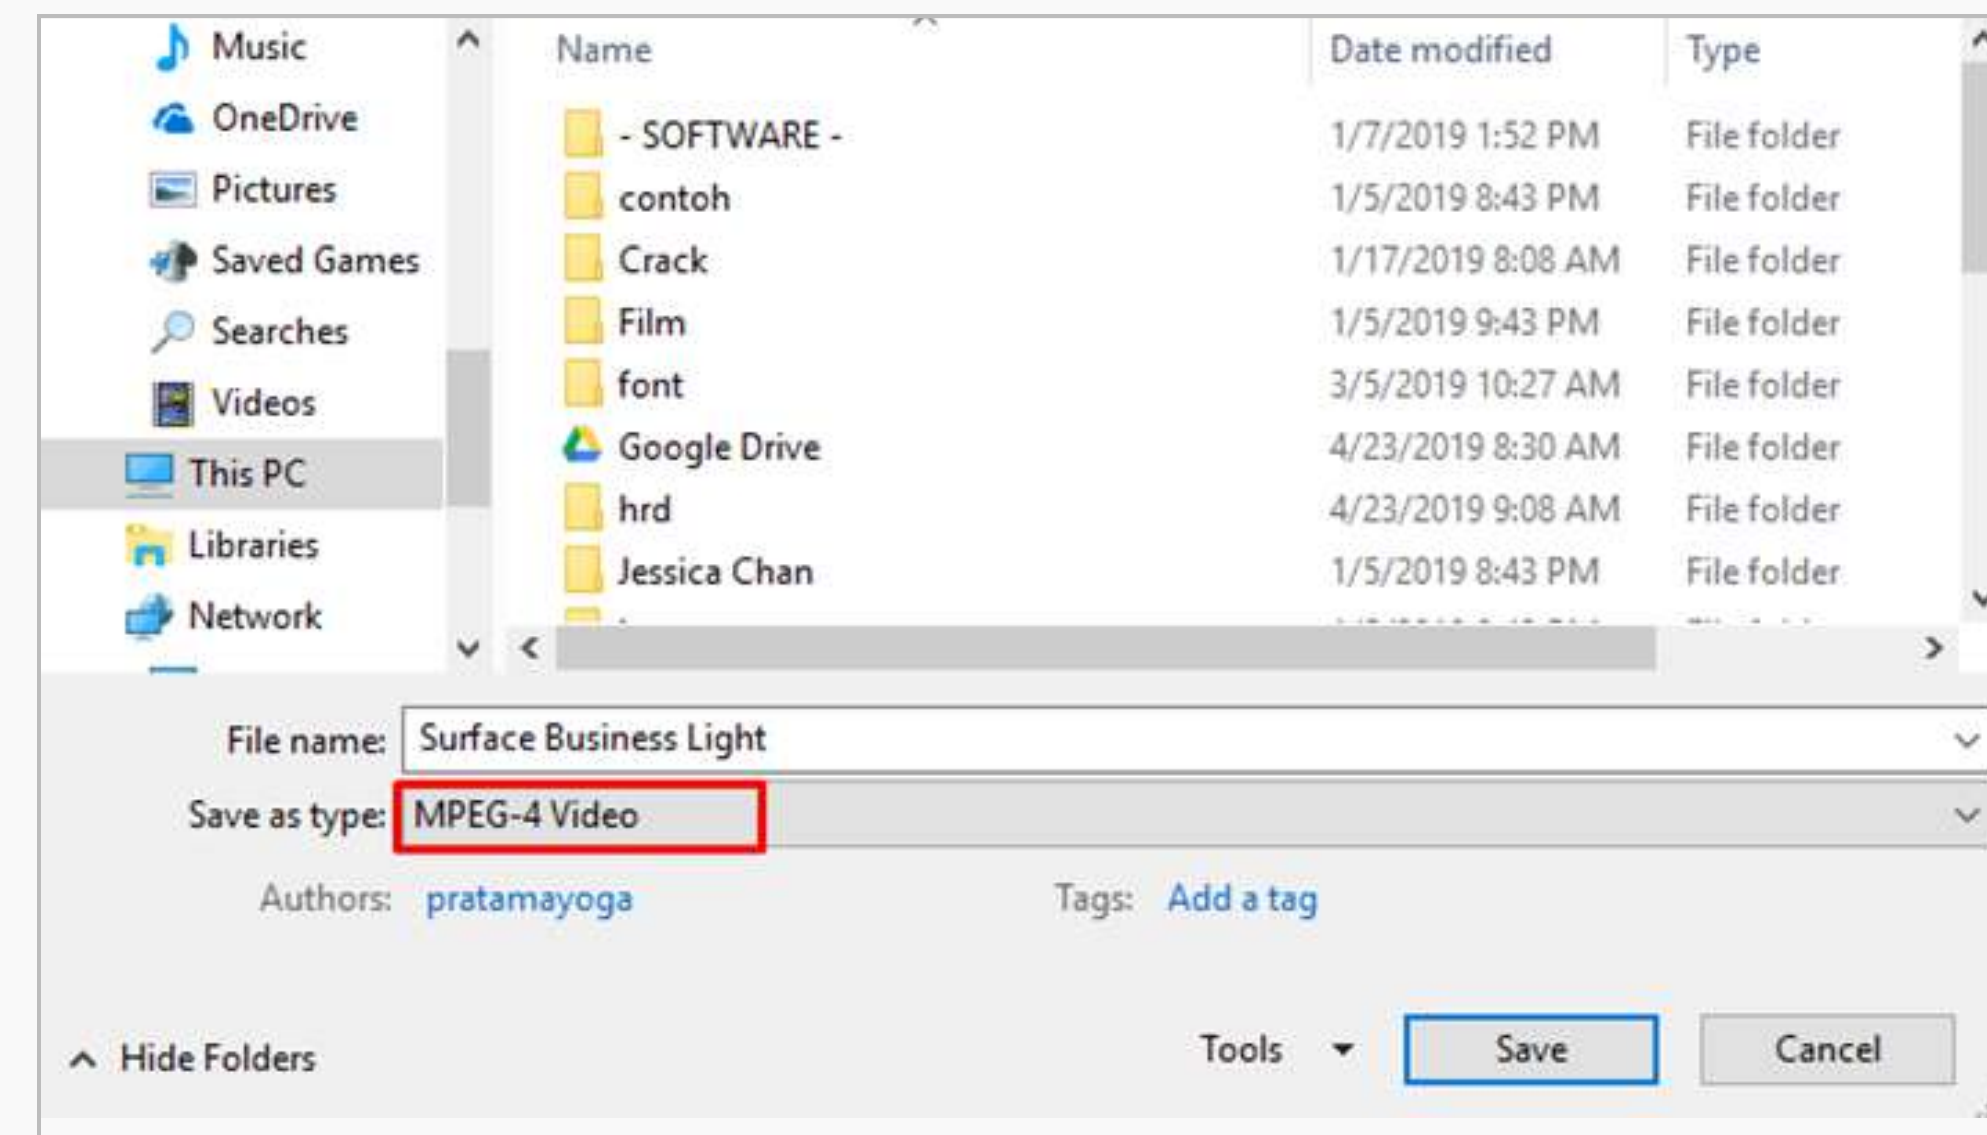 Music
OneDrive
Pictures
Saved Games
Searches
Videos
This PC
Libraries
Network
Name Date modified Type
- SOFTWARE - 1/7/2019 1:52 PM File folder
contoh 1/5/2019 8:43 PM File folder
Crack 1/17/2019 8:08 AM File folder
Film 1/5/2019 9:43 PM File folder
font 3/5/2019 10:27 AM File folder
Google Drive 4/23/2019 8:30 AM File folder
hrd 4/23/2019 9:08 AM File folder
Jessica Chan 1/5/2019 8:43 PM File folder
File name: Surface Business Light
Save as type: MPEG-4 Video
Authors: pratamayoga Tags: Add a tag
Hide Folders Tools Save Cancel